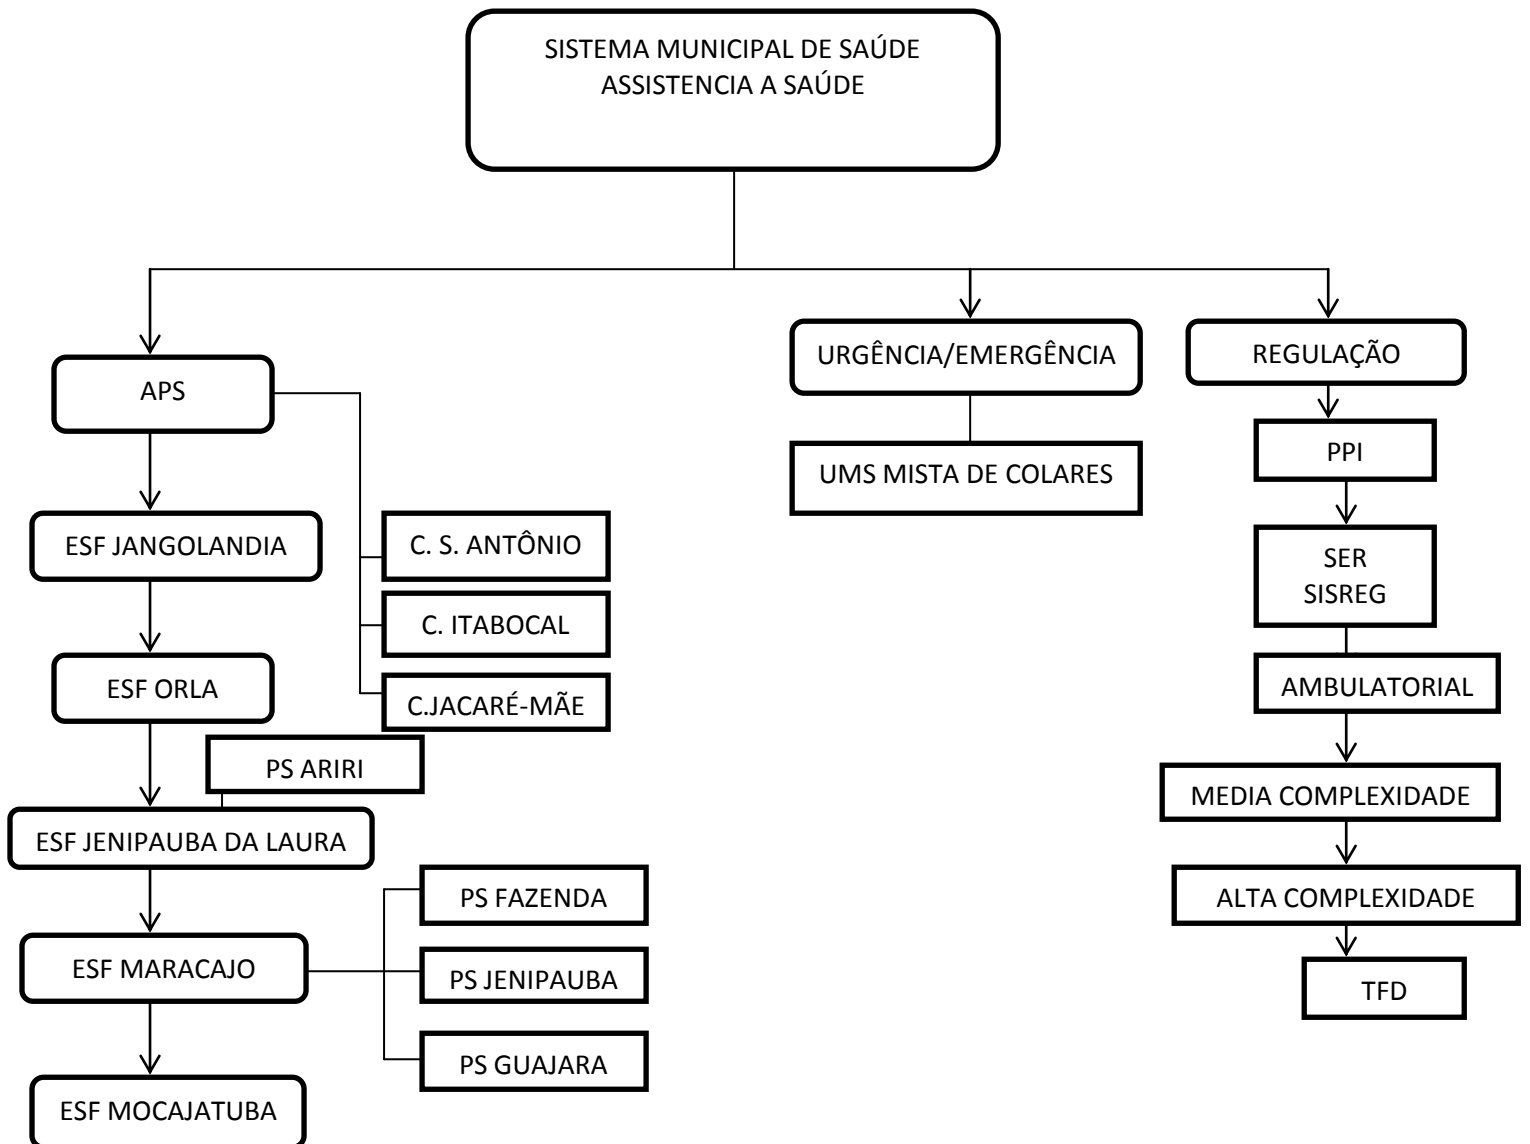 SISTEMA MUNICIPAL DE SAÚDE
ASSISTENCIA A SAÚDE
APS
URGÊNCIA/EMERGÊNCIA
REGULAÇÃO
UMS MISTA DE COLARES
PPI
ESF JANGOLANDIA
C. S. ANTÔNIO
SER
SISREG
C. ITABOCAL
ESF ORLA
C.JACARÉ-MÃE
AMBULATORIAL
PS ARIRI
MEDIA COMPLEXIDADE
ESF JENIPAUBA DA LAURA
PS FAZENDA
ALTA COMPLEXIDADE
ESF MARACAJO
PS JENIPAUBA
TFD
PS GUAJARA
ESF MOCAJATUBA